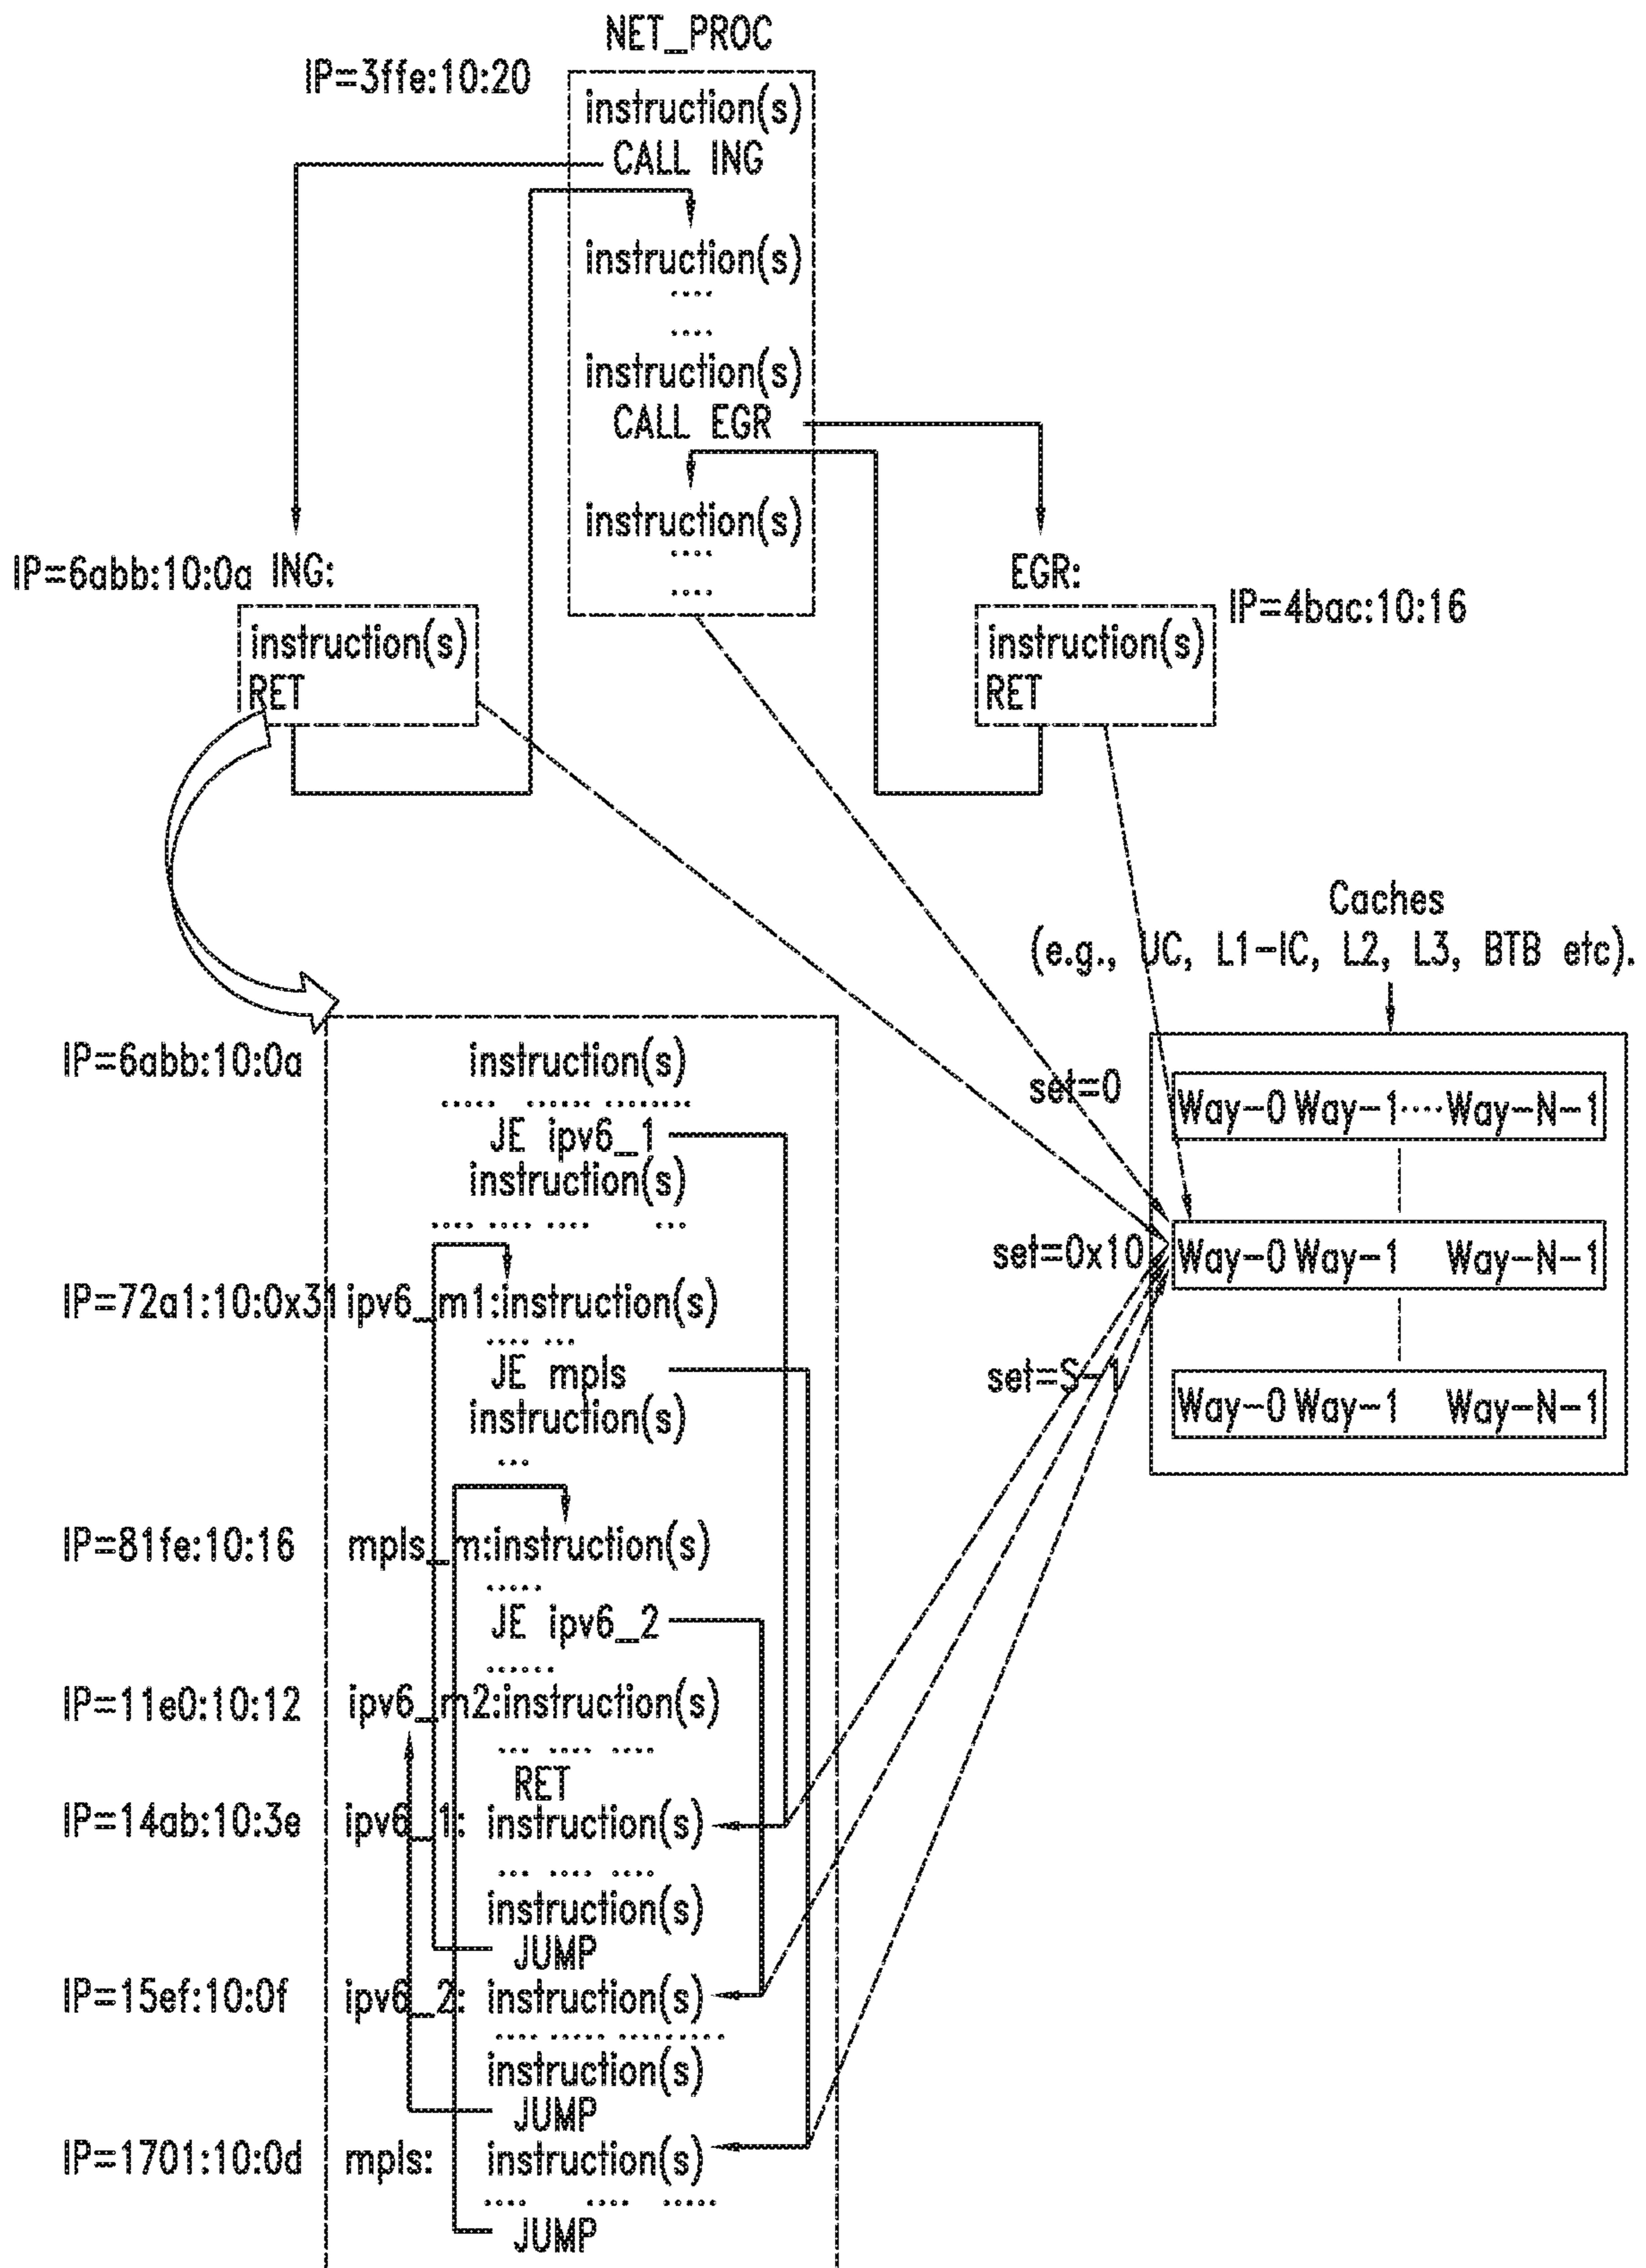 NET_PROC
IP=3ffe:10:20
instruction(s)
CALL ING
instruction(s)
....
....
instruction(s)
CALL EGR
instruction(s)
....
....
IP=6abb:10:0a ING:
instruction(s)
RET
EGR:
IP=4bac:10:16
instruction(s)
RET
Caches
(e.g., UC, L1-IC, L2, L3, BTB etc).
set=0
Way-0 Way-1 .... Way-N-1
set=0x10
Way-0 Way-1 Way-N-1
set=S-1
Way-0 Way-1 Way-N-1
IP=6abb:10:0a instruction(s)
..... ...... .......
JE ipv6_1
instruction(s)
.... .... .... ...
IP=72a1:10:0x31 ipv6_m1:instruction(s)
.... ...
JE mpls
instruction(s)
...
IP=81fe:10:16 mpls_m:instruction(s)
.....
JE ipv6_2
......
IP=11e0:10:12 ipv6_m2:instruction(s)
... .... ....
RET
IP=14ab:10:3e ipv6_1: instruction(s)
... .... ....
instruction(s)
JUMP
IP=15ef:10:0f ipv6_2: instruction(s)
.... ..... .........
instruction(s)
JUMP
IP=1701:10:0d mpls: instruction(s)
.... .... .....
JUMP